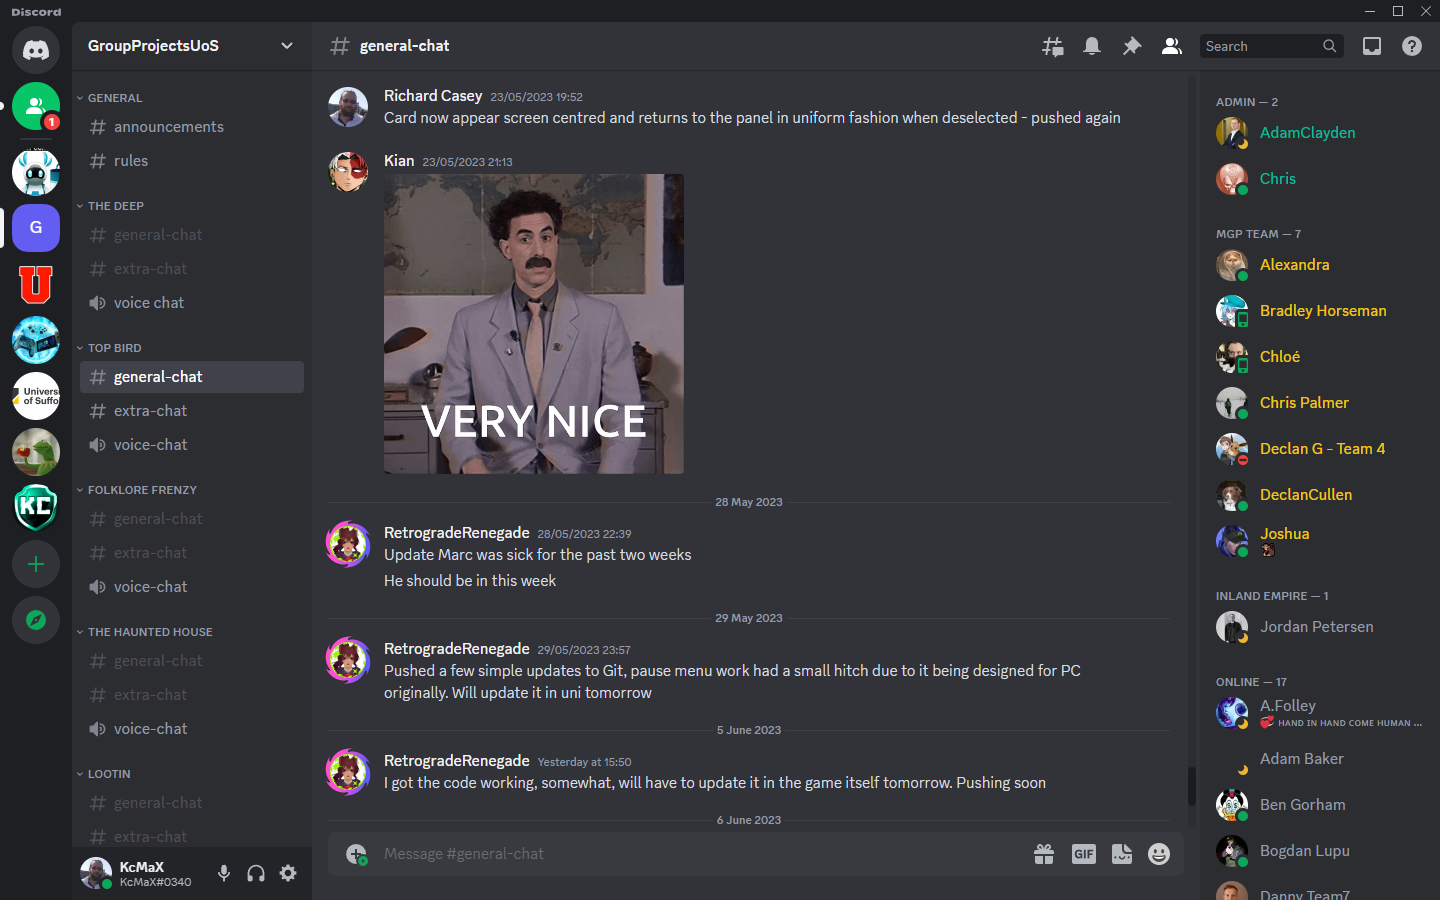 Discord
GroupProjectsUoS
GENERAL
announcements
rules
THE DEEP
general-chat
extra-chat
voice chat
TOP BIRD
general-chat
extra-chat
voice-chat
FOLKLORE FRENZY
general-chat
extra-chat
voice-chat
THE HAUNTED HOUSE
general-chat
extra-chat
voice-chat
LOOTIN
general-chat
extra-chat
KcMaX
KcMaX#0340
1
G
U
Univers
of Suffo
KC
general-chat
Search
Richard Casey 23/05/2023 19:52
Card now appear screen centred and returns to the panel in uniform fashion when deselected - pushed again
Kian 23/05/2023 21:13
VERY NICE
28 May 2023
RetrogradeRenegade 28/05/2023 22:39
Update Marc was sick for the past two weeks
He should be in this week
29 May 2023
RetrogradeRenegade 29/05/2023 23:57
Pushed a few simple updates to Git, pause menu work had a small hitch due to it being designed for PC
originally. Will update it in uni tomorrow
5 June 2023
RetrogradeRenegade Yesterday at 15:50
I got the code working, somewhat, will have to update it in the game itself tomorrow. Pushing soon
6 June 2023
Message #general-chat
GIF
ADMIN — 2
AdamClayden
Chris
MGP TEAM — 7
Alexandra
Bradley Horseman
Chloé
Chris Palmer
Declan G - Team 4
DeclanCullen
Joshua
INLAND EMPIRE — 1
Jordan Petersen
ONLINE — 17
A.Folley
HAND IN HAND COME HUMAN ...
Adam Baker
Ben Gorham
Bogdan Lupu
Danny Team7